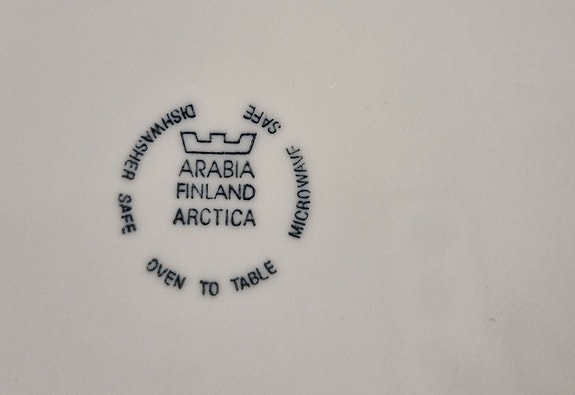 ARABIA
FINLAND
ARCTICA
DISHWASHER SAFE
OVEN TO TABLE
MICROWAVE SAFE